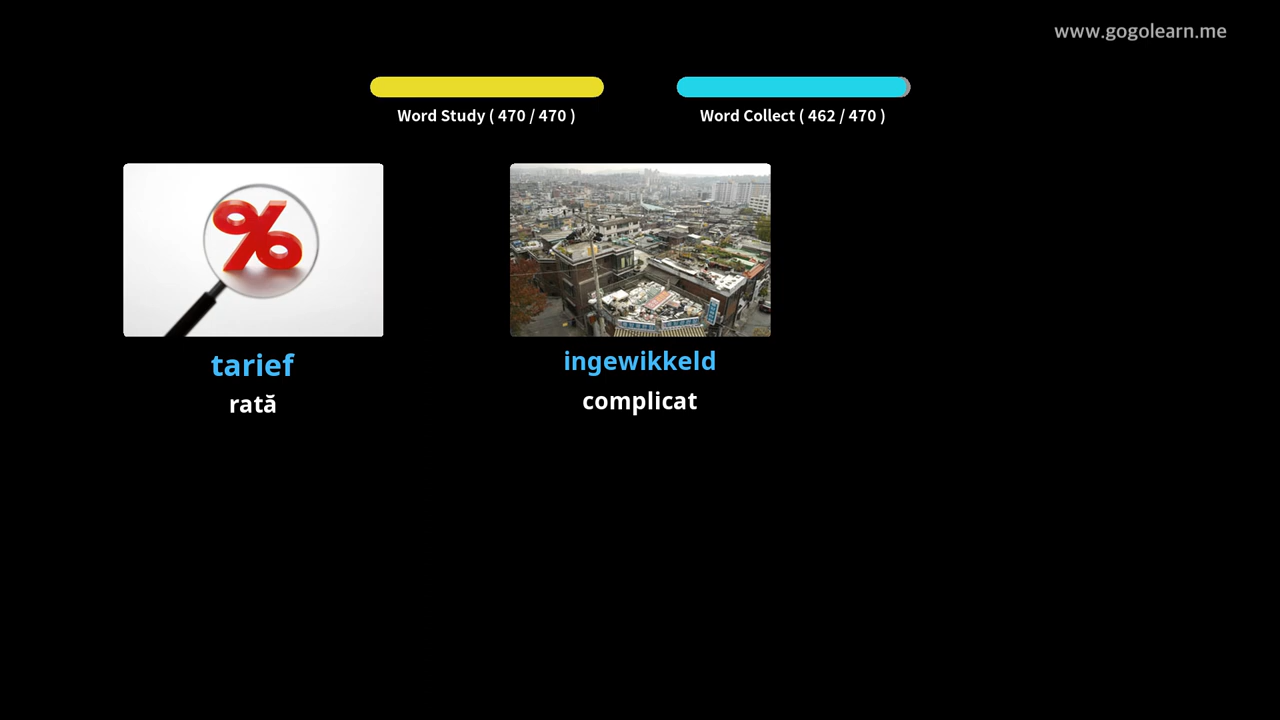 www.gogolearn.me
Word Study ( 470 / 470 )
Word Collect ( 462 / 470 )
%
tarief
rată
ingewikkeld
complicat